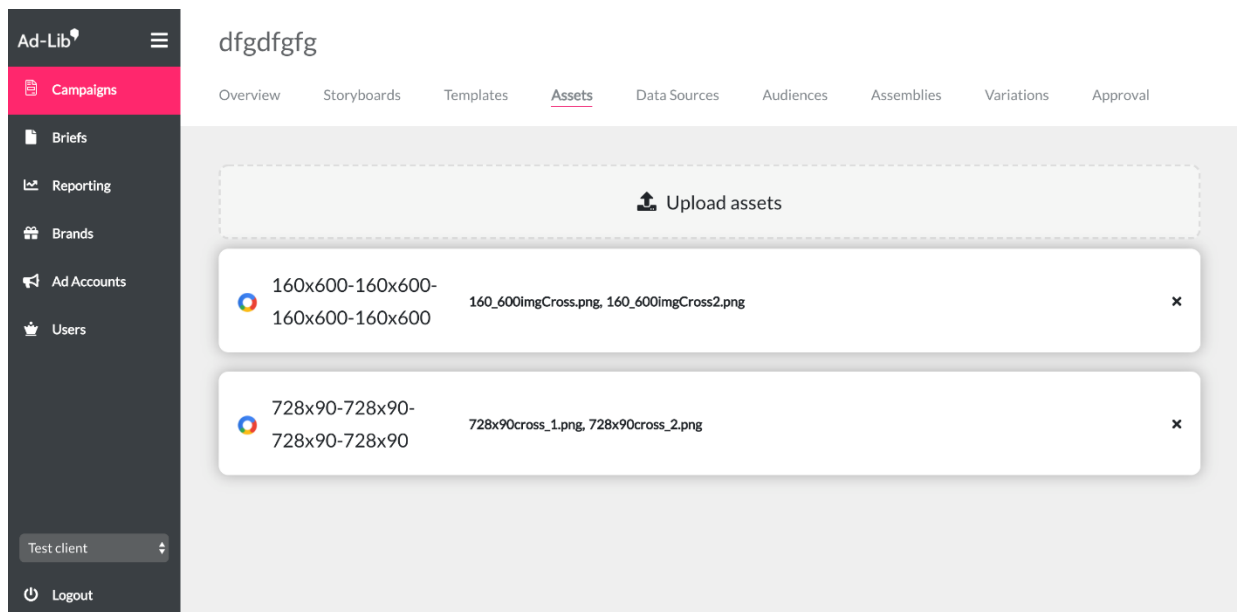 Ad-Lib
dfgdfgfg
Campaigns
Briefs
Reporting
Brands
Ad Accounts
Users
Test client
Logout
Overview Storyboards Templates Assets Data Sources Audiences Assemblies Variations Approval
Upload assets
160x600-160x600-
160x600-160x600
160_600imgCross.png, 160_600imgCross2.png
728x90-728x90-
728x90-728x90
728x90cross_1.png, 728x90cross_2.png